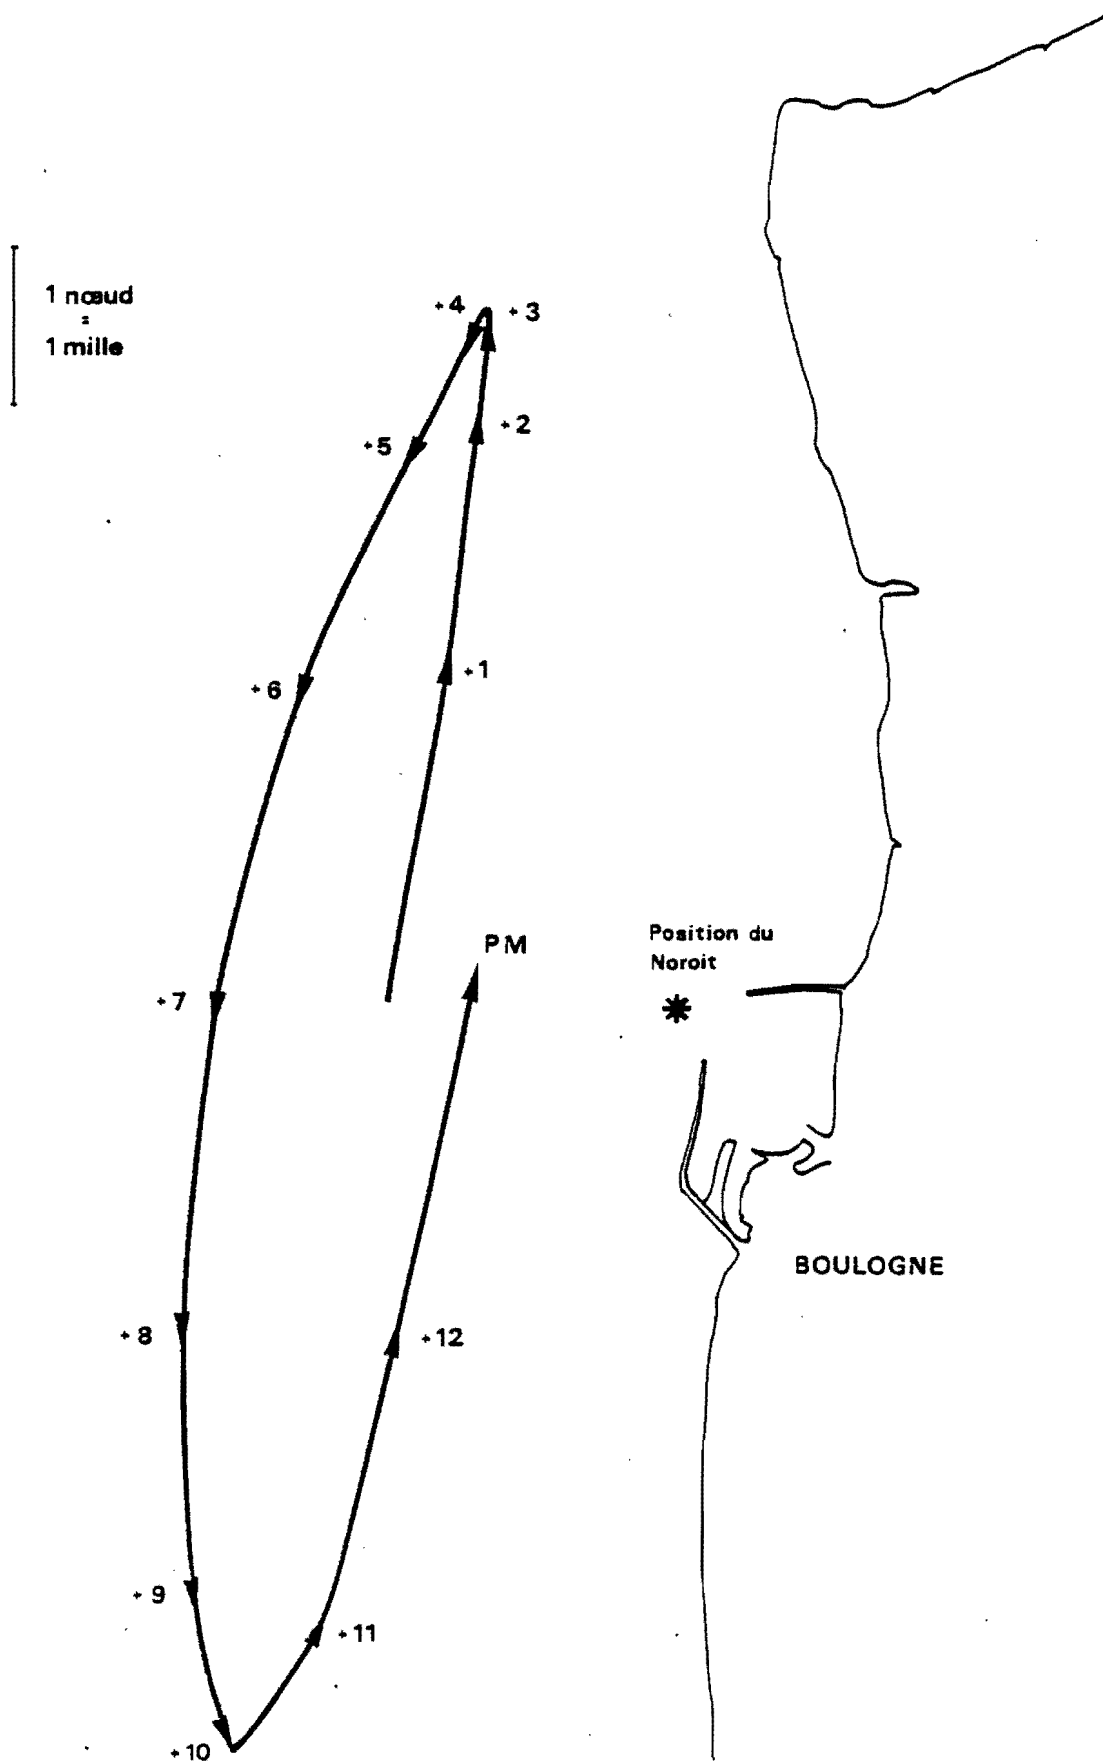 1 nœud
=
1 mille
+4
+3
+2
+5
+6
+1
PM
Position du
Noroit
+7
BOULOGNE
+8
+12
+9
+11
+10